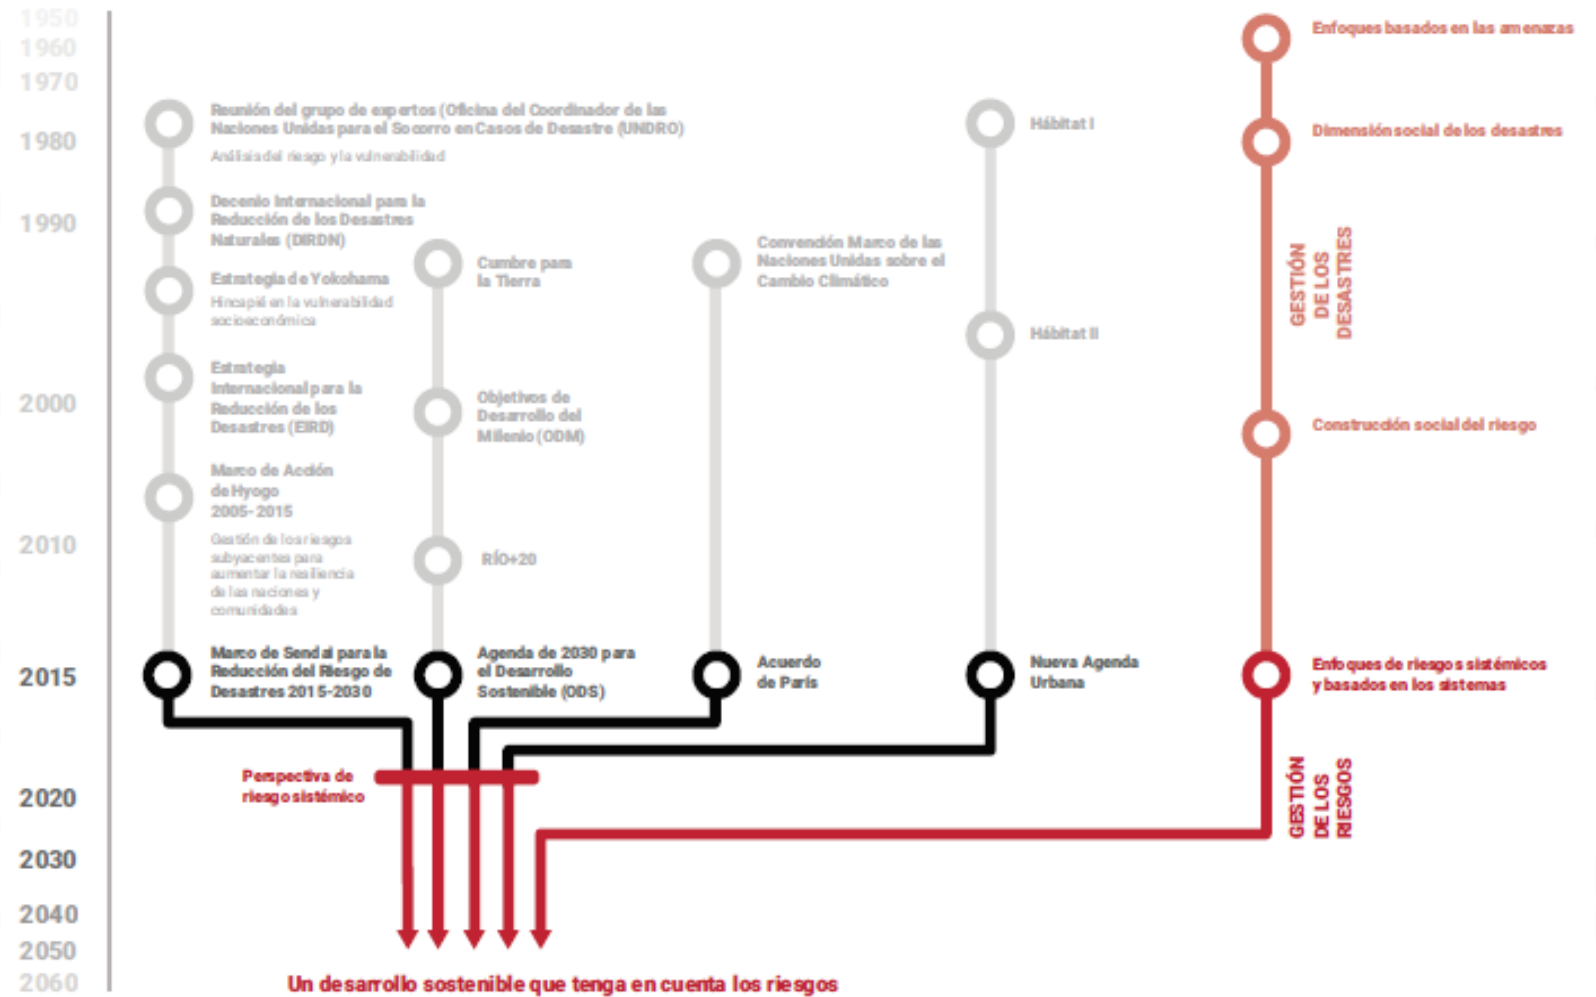 1950
1960
1970
1980
1990
2000
2010
2015
2020
2030
2040
2050
2060
Reunión del grupo de expertos (Oficina del Coordinador de las
Naciones Unidas para el Socorro en Casos de Desastre (UNDRO)
Análisis del riesgo y la vulnerabilidad
Decenio Internacional para la
Reducción de los Desastres
Naturales (DIRDN)
Estrategia de Yokohama
Hincapié en la vulnerabilidad
socioeconómica
Estrategia
Internacional para la
Reducción de los
Desastres (EIRD)
Marco de Acción
de Hyogo
2005-2015
Gestión de los riesgos
subyacentes para
aumentar la resiliencia
de las naciones y
comunidades
Marco de Sendai para la
Reducción del Riesgo de
Desastres 2015-2030
Cumbre para
la Tierra
Objetivos de
Desarrollo del
Milenio (ODM)
RÍO+20
Agenda de 2030 para
el Desarrollo
Sostenible (ODS)
Convención Marco de las
Naciones Unidas sobre el
Cambio Climático
Acuerdo
de París
Hábitat I
Hábitat II
Nueva Agenda
Urbana
Enfoques basados en las amenazas
Dimensión social de los desastres
GESTIÓN
DE LOS
DESASTRES
Construcción social del riesgo
Enfoques de riesgos sistémicos
y basados en los sistemas
GESTIÓN
DE LOS
RIESGOS
Perspectiva de
riesgo sistémico
Un desarrollo sostenible que tenga en cuenta los riesgos